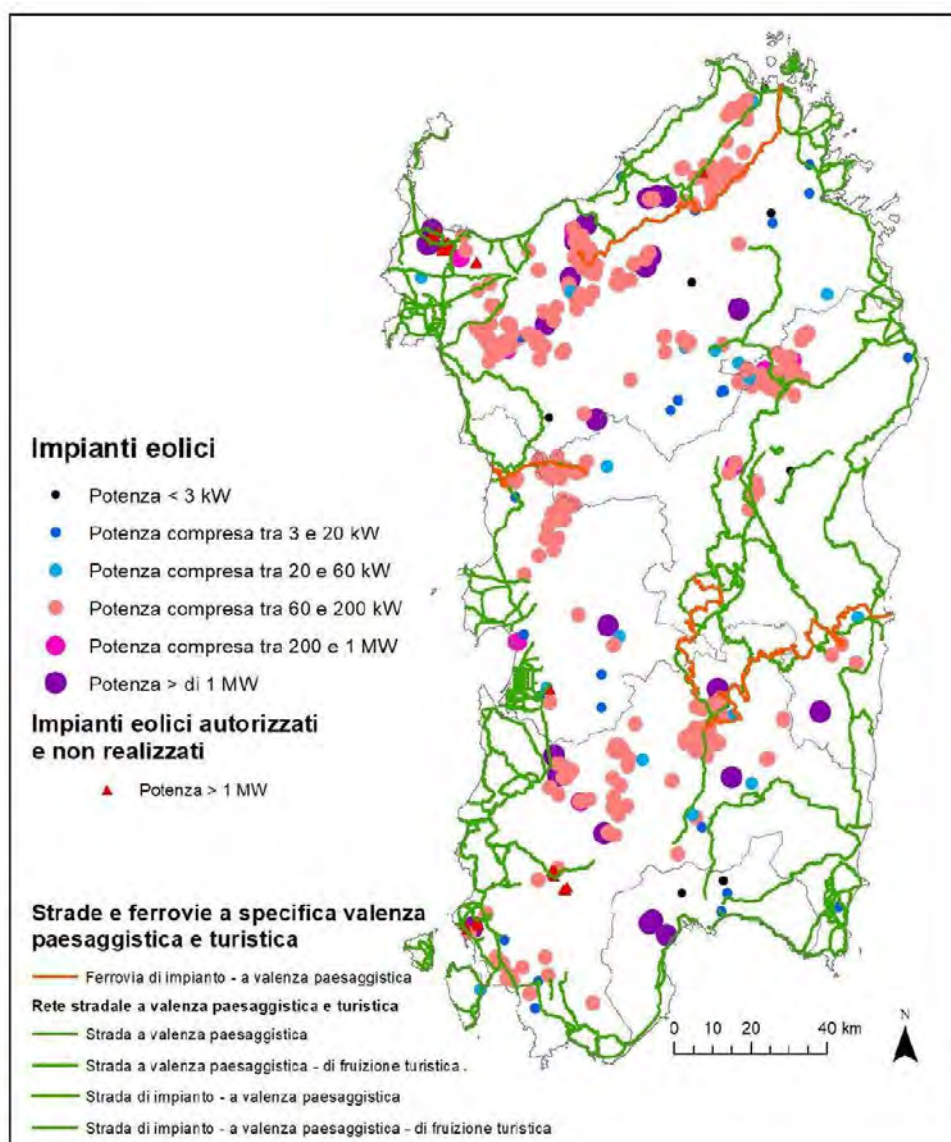 Impianti eolici
Potenza < 3 kW
Potenza compresa tra 3 e 20 kW
Potenza compresa tra 20 e 60 kW
Potenza compresa tra 60 e 200 kW
Potenza compresa tra 200 e 1 MW
Potenza > di 1 MW
Impianti eolici autorizzati
e non realizzati
Potenza > 1 MW
Strade e ferrovie a specifica valenza
paesaggistica e turistica
Ferrovia di impianto - a valenza paesaggistica
Rete stradale a valenza paesaggistica e turistica
Strada a valenza paesaggistica
Strada a valenza paesaggistica - di fruizione turistica.
Strada di impianto - a valenza paesaggistica
Strada di impianto - a valenza paesaggistica - di fruizione turistica
0 10 20 40 km
N